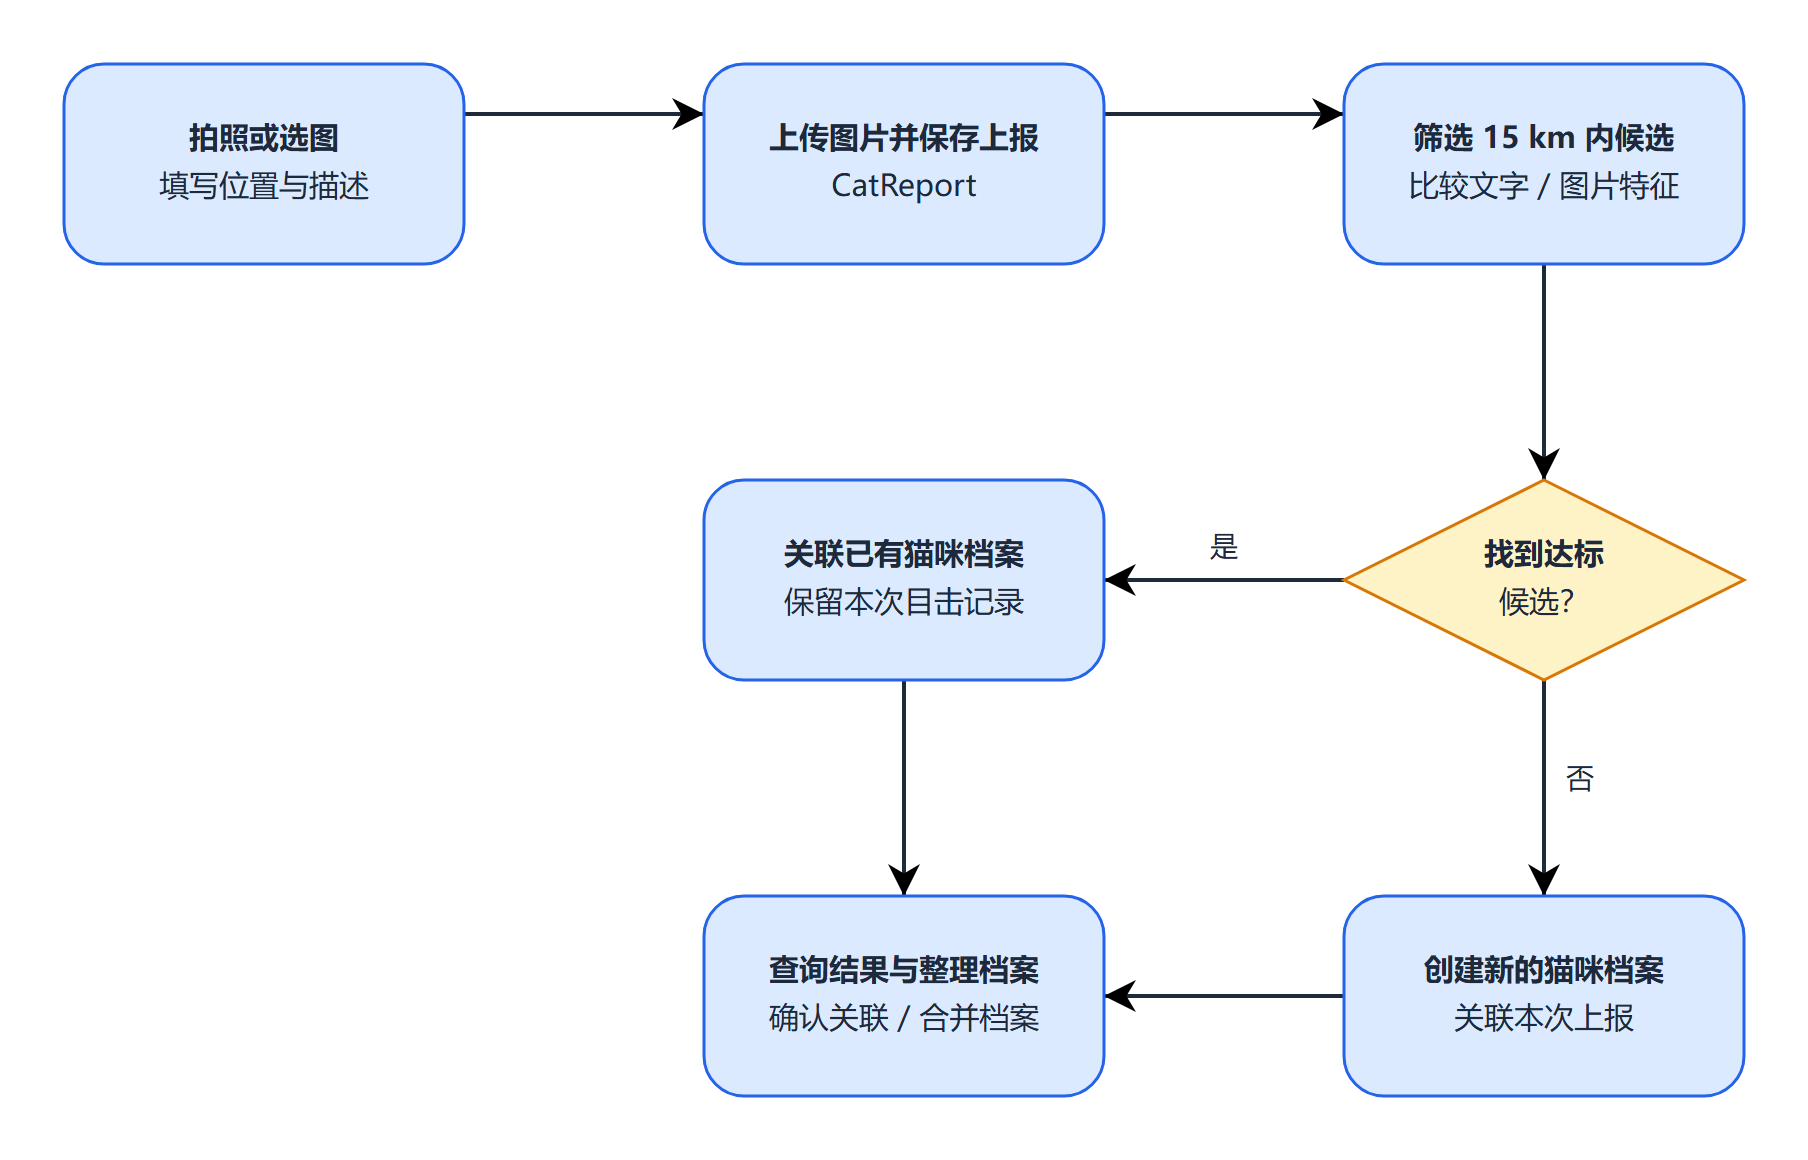 拍照或选图
填写位置与描述
上传图片并保存上报
CatReport
筛选 15 km 内候选
比较文字 / 图片特征
找到达标
候选?
是
关联已有猫咪档案
保留本次目击记录
否
创建新的猫咪档案
关联本次上报
查询结果与整理档案
确认关联 / 合并档案